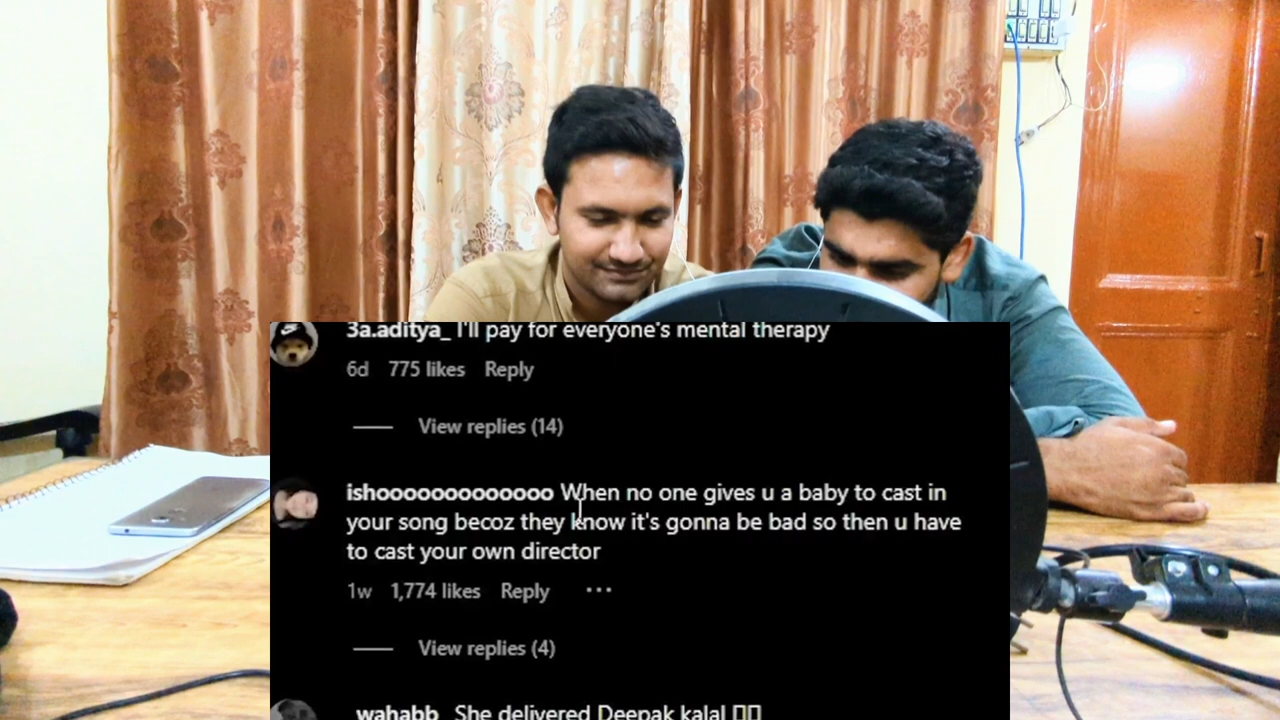 3a.aditya_ I'll pay for everyone's mental therapy
6d 775 likes Reply
View replies (14)
ishooooooooooooo When no one gives u a baby to cast in
your song becoz they know it's gonna be bad so then u have
to cast your own director
1w 1,774 likes Reply ...
View replies (4)
_wahabb_ She delivered Deepak kalal